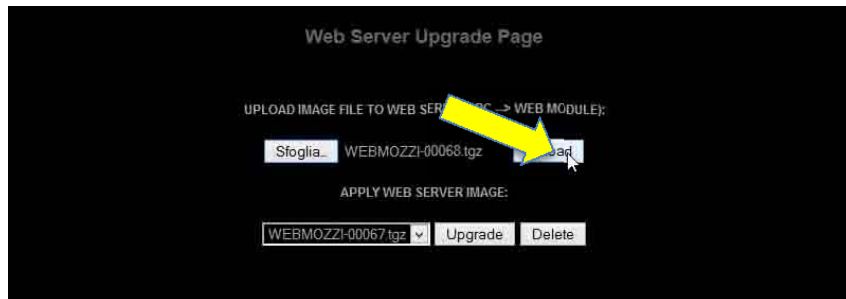 Web Server Upgrade Page
UPLOAD IMAGE FILE TO WEB --> WEB MODULE):
Sfoglia_ WEBMOZZI-00068.tgz
APPLY WEB SERVER IMAGE:
WEBMOZZI-00067.tgz Upgrade Delete